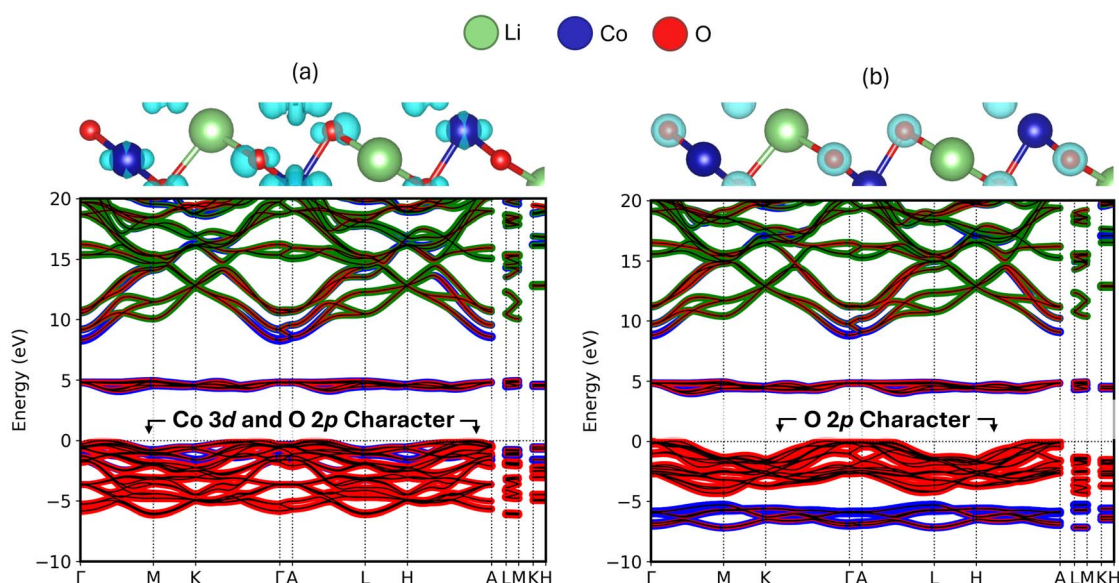 Li Co O
(a)
(b)
20
15
10
5
0
−5
−10
Energy (eV)
Co 3d and O 2p Character
Γ M K Γ A L H A L M K H
20
15
10
5
0
−5
−10
Energy (eV)
O 2p Character
Γ M K Γ A L H A L M K H